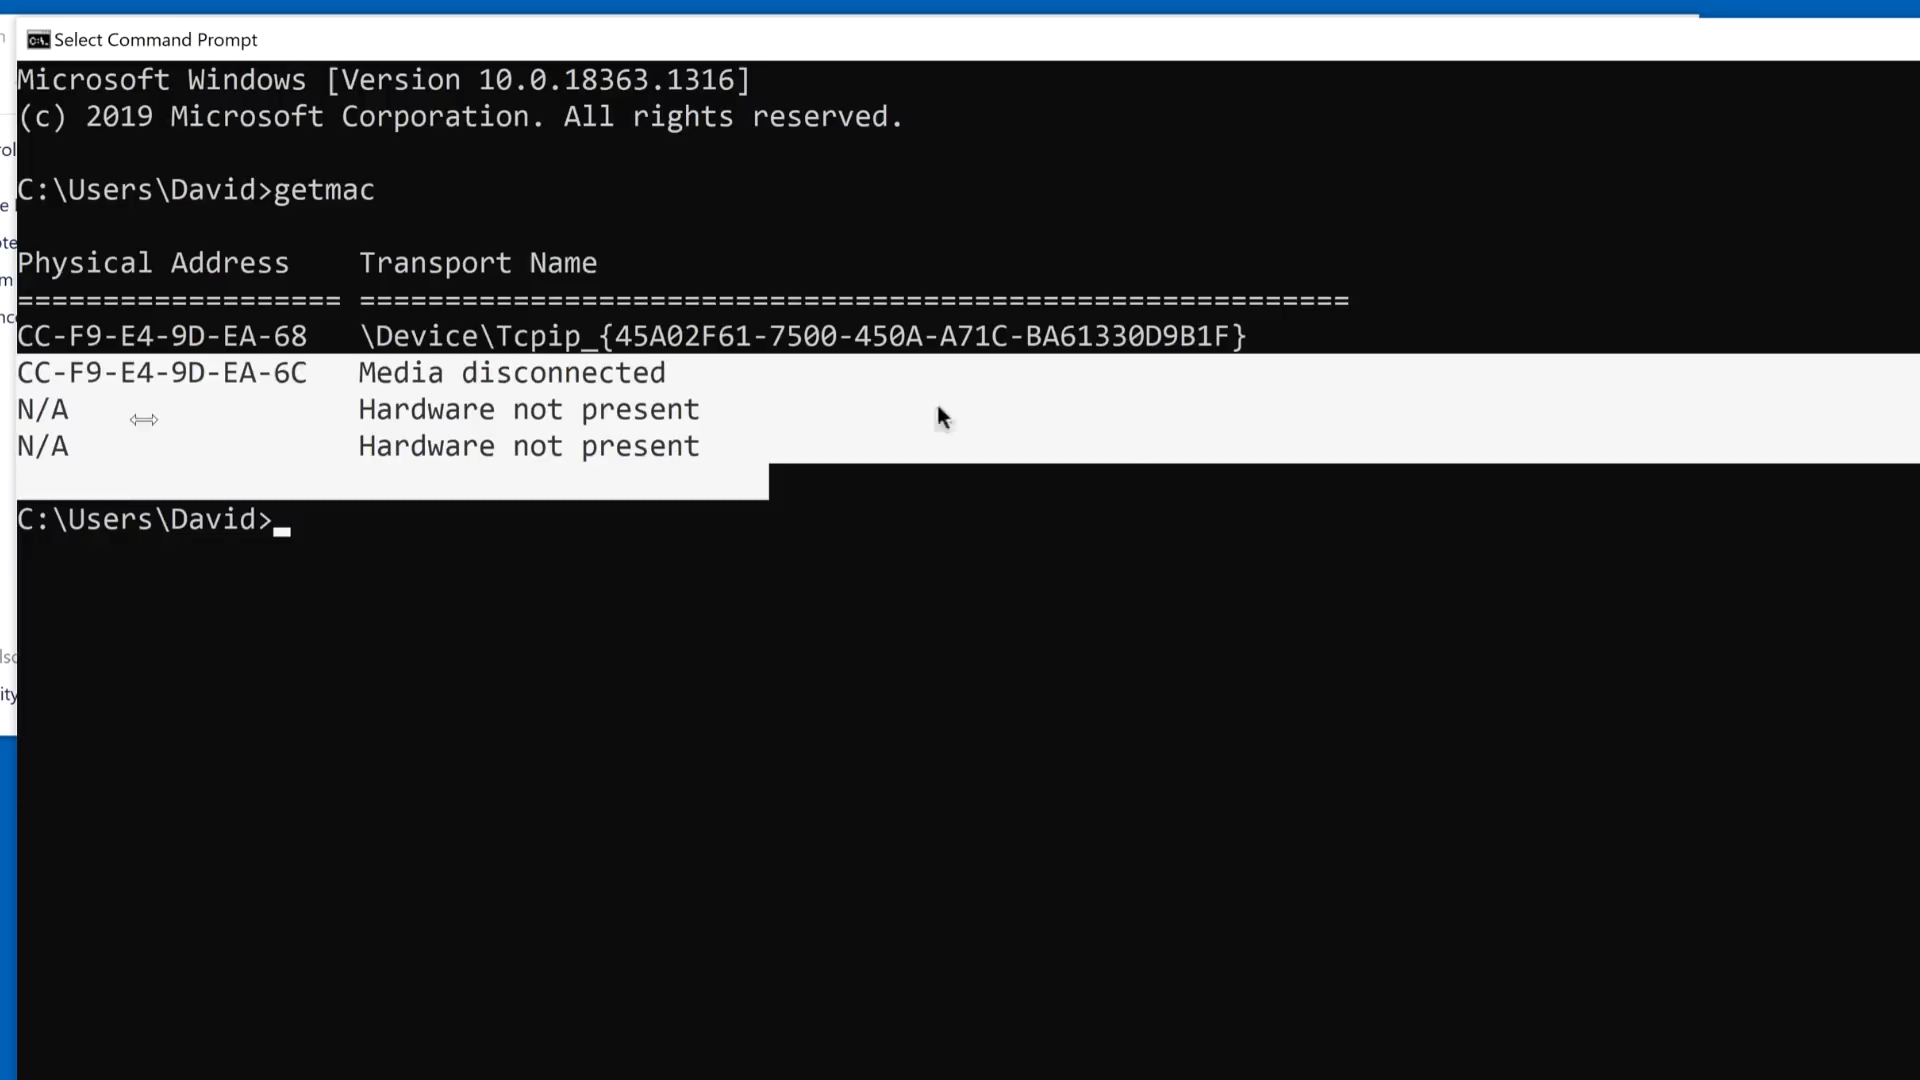 Select Command Prompt
Microsoft Windows [Version 10.0.18363.1316]
(c) 2019 Microsoft Corporation. All rights reserved.
C:\Users\David>getmac
Physical Address    Transport Name
=================== ==========================================================
CC-F9-E4-9D-EA-68   \Device\Tcpip_{45A02F61-7500-450A-A71C-BA61330D9B1F}
CC-F9-E4-9D-EA-6C   Media disconnected
N/A                 Hardware not present
N/A                 Hardware not present
C:\Users\David>